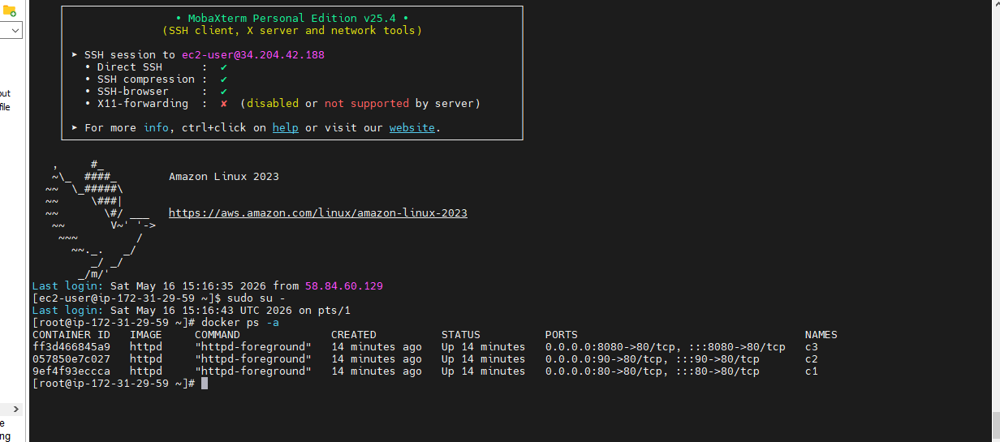 • MobaXterm Personal Edition v25.4 •
(SSH client, X server and network tools)
➤ SSH session to ec2-user@34.204.42.188
• Direct SSH      :  ✔
• SSH compression :  ✔
• SSH-browser     :  ✔
• X11-forwarding  :  ✘  (disabled or not supported by server)
➤ For more info, ctrl+click on help or visit our website.
   ,     #_
   ~\_  ####_        Amazon Linux 2023
  ~~  \_#####\
  ~~     \###|
  ~~       \#/ ___   https://aws.amazon.com/linux/amazon-linux-2023
   ~~       V~' '->
    ~~~         /
      ~~._.   _/
         _/ _/
       _/m/'
Last login: Sat May 16 15:16:35 2026 from 58.84.60.129
[ec2-user@ip-172-31-29-59 ~]$ sudo su -
Last login: Sat May 16 15:16:43 UTC 2026 on pts/1
[root@ip-172-31-29-59 ~]# docker ps -a
CONTAINER ID   IMAGE     COMMAND              CREATED          STATUS          PORTS                                   NAMES
ff3d466845a9   httpd     "httpd-foreground"   14 minutes ago   Up 14 minutes   0.0.0.0:8080->80/tcp, :::8080->80/tcp   c3
057850e7c027   httpd     "httpd-foreground"   14 minutes ago   Up 14 minutes   0.0.0.0:90->80/tcp, :::90->80/tcp       c2
9ef4f93eccca   httpd     "httpd-foreground"   14 minutes ago   Up 14 minutes   0.0.0.0:80->80/tcp, :::80->80/tcp       c1
[root@ip-172-31-29-59 ~]#
file